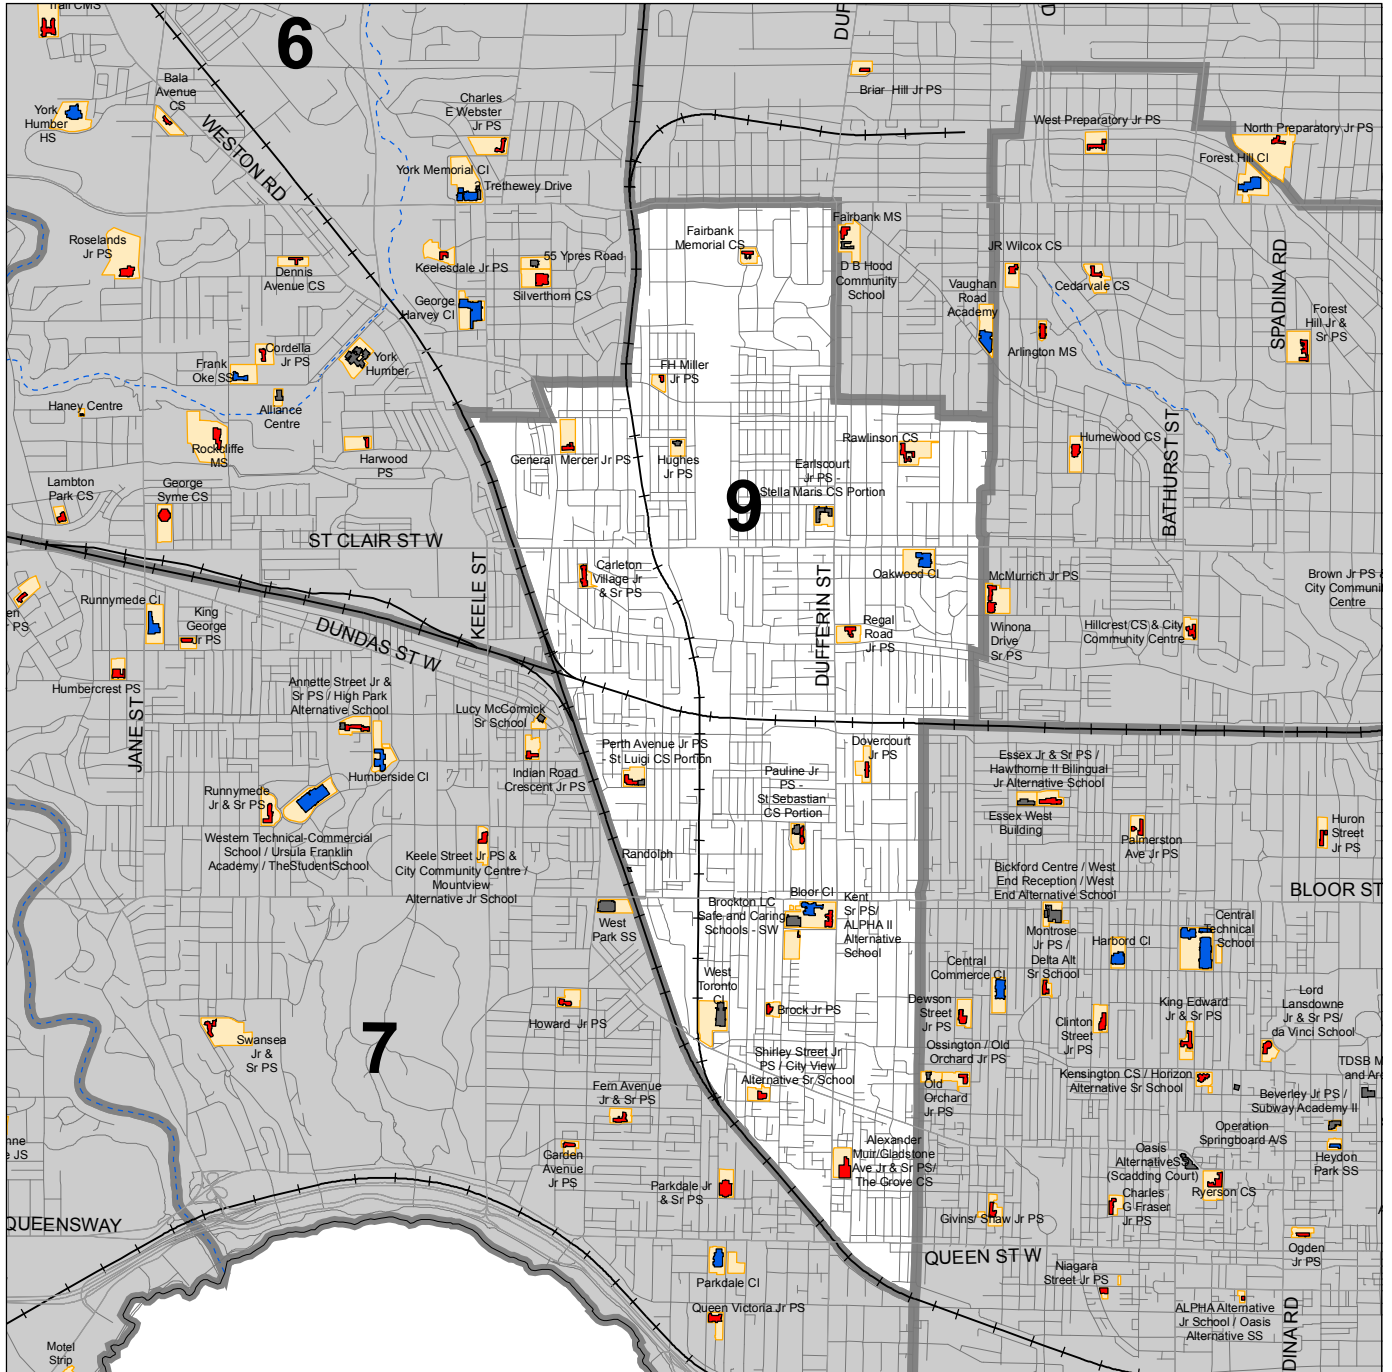 Trail CMS
6
DUF
D
Briar Hill Jr PS
Bala
Avenue
CS
York
Humber
HS
WESTON RD
Charles
E Webster
Jr PS
York Memorial CI
Trethewey Drive
West Preparatory Jr PS
North Preparatory Jr PS
Forest Hill CI
Roselands
Jr PS
Dennis
Avenue CS
Keelesdale Jr PS
55 Ypres Road
Silverthorn CS
George
Harvey CI
Fairbank
Memorial CS
Fairbank MS
D B Hood
Community
School
Vaughan
Road
Academy
JR Wilcox CS
Cedarvale CS
Arlington MS
SPADINA RD
Forest
Hill Jr &
Sr PS
Frank
Oke SS
Cordella
Jr PS
York
Humber
Haney Centre
Alliance
Centre
Rockcliffe
MS
Harwood
PS
FH Miller
Jr PS
General Mercer Jr PS
Hughes
Jr PS
Rawlinson CS
Earlscourt
Jr PS -
Stella Maris CS Portion
9
Humewood CS
BATHURST ST
Lambton
Park CS
George
Syme CS
ST CLAIR ST W
KEELE ST
Carleton
Village Jr
& Sr PS
Oakwood CI
DUFFERIN ST
Regal
Road
Jr PS
McMurrich Jr PS
Winona
Drive
Sr PS
Hillcrest CS & City
Community Centre
Brown Jr PS &
City Communi
Centre
en
r PS
Runnymede CI
King
George
Jr PS
DUNDAS ST W
Humbercrest PS
JANE ST
Annette Street Jr &
Sr PS / High Park
Alternative School
Humberside CI
Lucy McCormick
Sr School
Indian Road
Crescent Jr PS
Runnymede
Jr & Sr PS
Western Technical-Commercial
School / Ursula Franklin
Academy / TheStudentSchool
Keele Street Jr PS &
City Community Centre /
Mountview
Alternative Jr School
Perth Avenue Jr PS
- St Luigi CS Portion
Pauline Jr
PS -
St Sebastian
CS Portion
Dovercourt
Jr PS
Essex Jr & Sr PS /
Hawthorne II Bilingual
Jr Alternative School
Essex West
Building
Palmerston
Ave Jr PS
Huron
Street
Jr PS
Randolph
West
Park SS
Bloor CI
Brockton LC
Safe and Caring
Schools - SW
Kent
Sr PS/
ALPHA II
Alternative
School
Bickford Centre / West
End Reception / West
End Alternative School
BLOOR ST
Montrose
Jr PS /
Delta Alt
Sr School
Harbord CI
Central
Technical
School
Central
Commerce CI
West
Toronto
CI
Brock Jr PS
Howard Jr PS
Dewson
Street
Jr PS
Clinton
Street
Jr PS
King Edward
Jr & Sr PS
Lord
Lansdowne
Jr & Sr PS/
da Vinci School
Swansea
Jr &
Sr PS
7
Shirley Street Jr
PS / City View
Alternative Sr School
Ossington / Old
Orchard Jr PS
Old
Orchard
Jr PS
Kensington CS / Horizon
Alternative Sr School
TDSB M
and Arc
Beverley Jr PS /
Subway Academy II
Operation
Springboard A/S
Heydon
Park SS
Fern Avenue
Jr & Sr PS
Garden
Avenue
Jr PS
Parkdale Jr
& Sr PS
Alexander
Muir/Gladstone
Ave Jr & Sr PS/
The Grove CS
Oasis
AlternativeSS
(Scadding Court)
Ryerson CS
Charles
G Fraser
Jr PS
Givins/ Shaw Jr PS
nne
e JS
QUEENSWAY
QUEEN ST W
Ogden
Jr PS
Parkdale CI
Queen Victoria Jr PS
Niagara
Street Jr PS
ALPHA Alternative
Jr School / Oasis
Alternative SS
DINA RD
Motel
Strip